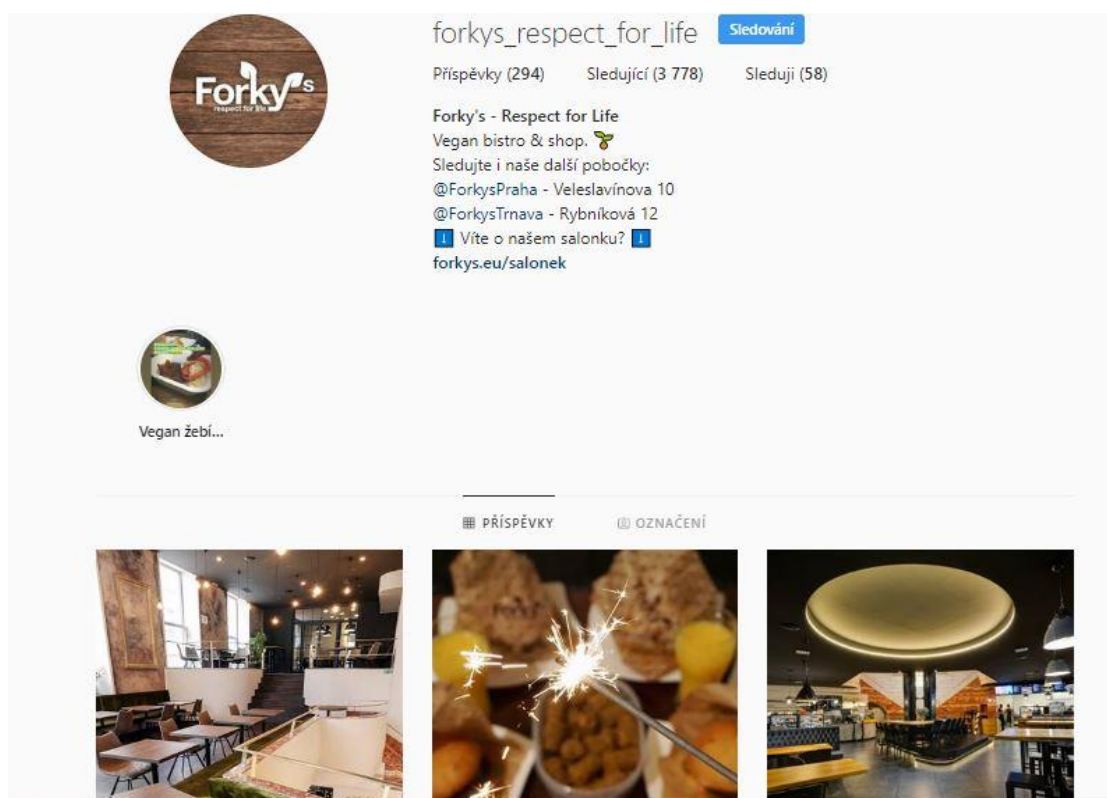 Forky's
respect for life
forkys_respect_for_life Sledování
Příspěvky (294) Sledující (3 778) Sleduji (58)
Forky's - Respect for Life
Vegan bistro & shop.
Sledujte i naše další pobočky:
@ForkysPraha - Veleslavínova 10
@ForkysTrnava - Rybníková 12
Víte o našem salonku?
forkys.eu/salonek
Vegan žebí...
PŘÍSPĚVKY OZNAČENÍ